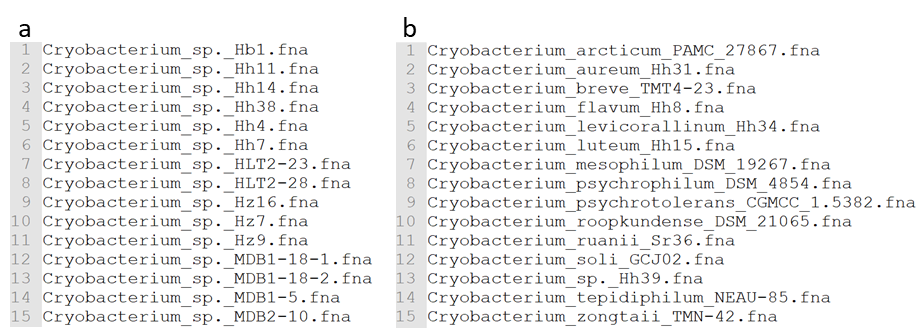 a
1 Cryobacterium_sp._Hb1.fna
2 Cryobacterium_sp._Hh11.fna
3 Cryobacterium_sp._Hh14.fna
4 Cryobacterium_sp._Hh38.fna
5 Cryobacterium_sp._Hh4.fna
6 Cryobacterium_sp._Hh7.fna
7 Cryobacterium_sp._HLT2-23.fna
8 Cryobacterium_sp._HLT2-28.fna
9 Cryobacterium_sp._Hz16.fna
10 Cryobacterium_sp._Hz7.fna
11 Cryobacterium_sp._Hz9.fna
12 Cryobacterium_sp._MDB1-18-1.fna
13 Cryobacterium_sp._MDB1-18-2.fna
14 Cryobacterium_sp._MDB1-5.fna
15 Cryobacterium_sp._MDB2-10.fna
b
1 Cryobacterium_arcticum_PAMC_27867.fna
2 Cryobacterium_aureum_Hh31.fna
3 Cryobacterium_breve_TMT4-23.fna
4 Cryobacterium_flavum_Hh8.fna
5 Cryobacterium_levicorallinum_Hh34.fna
6 Cryobacterium_luteum_Hh15.fna
7 Cryobacterium_mesophilum_DSM_19267.fna
8 Cryobacterium_psychrophilum_DSM_4854.fna
9 Cryobacterium_psychrotolerans_CGMCC_1.5382.fna
10 Cryobacterium_roopkundense_DSM_21065.fna
11 Cryobacterium_ruanii_Sr36.fna
12 Cryobacterium_soli_GCJ02.fna
13 Cryobacterium_sp._Hh39.fna
14 Cryobacterium_tepidiphilum_NEAU-85.fna
15 Cryobacterium_zongtaii_TMN-42.fna